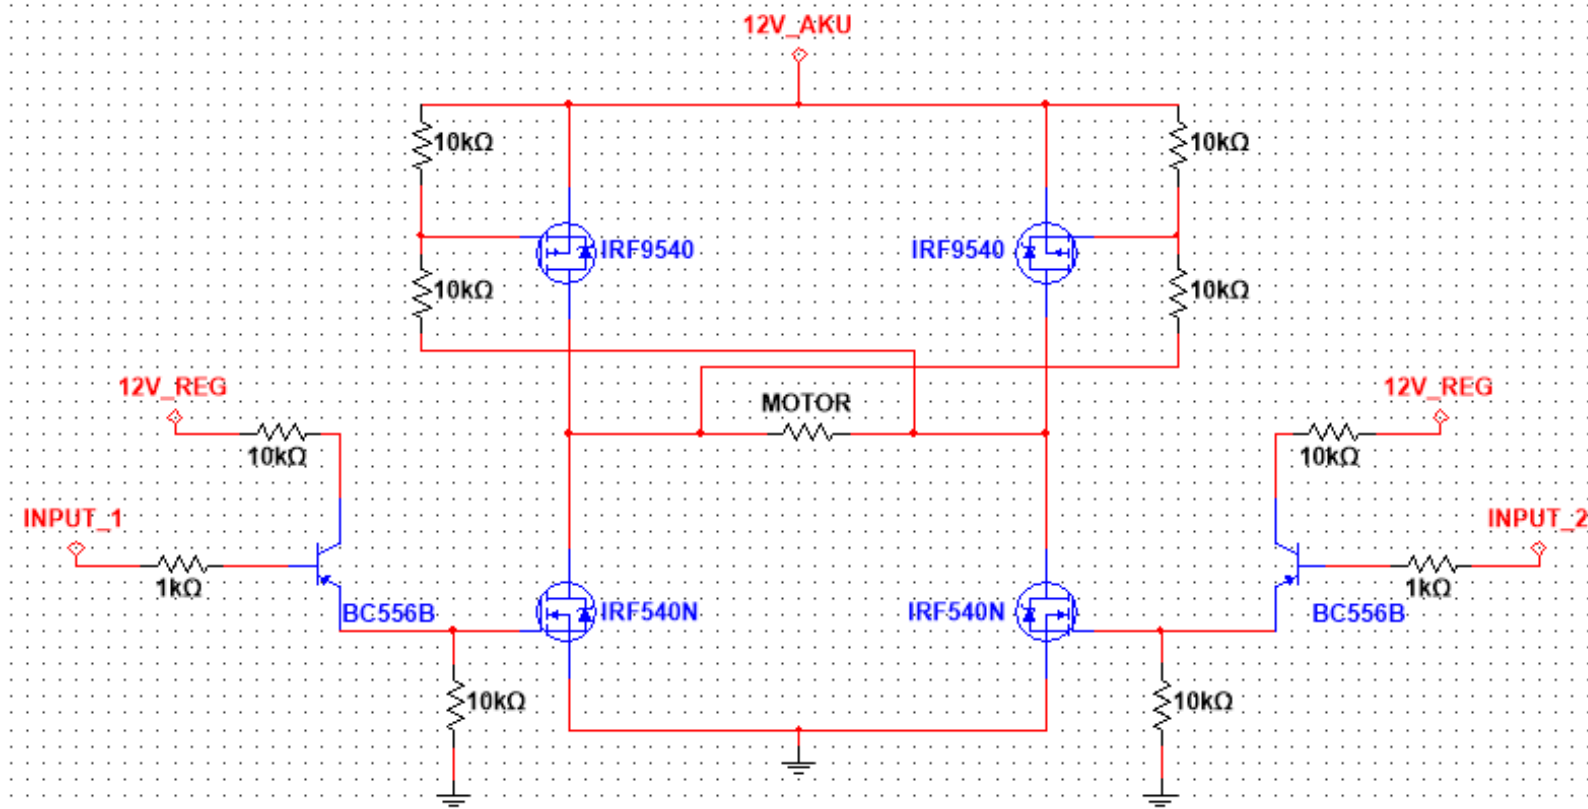 12V_AKU
10kΩ
10kΩ
IRF9540
IRF9540
10kΩ
10kΩ
12V_REG
MOTOR
12V_REG
10kΩ
10kΩ
INPUT_1
INPUT_2
1kΩ
1kΩ
BC556B
IRF540N
IRF540N
BC556B
10kΩ
10kΩ